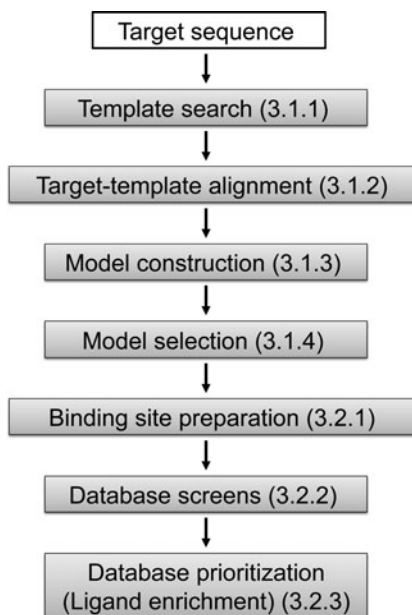 Target sequence
Template search (3.1.1)
Target-template alignment (3.1.2)
Model construction (3.1.3)
Model selection (3.1.4)
Binding site preparation (3.2.1)
Database screens (3.2.2)
Database prioritization
(Ligand enrichment) (3.2.3)